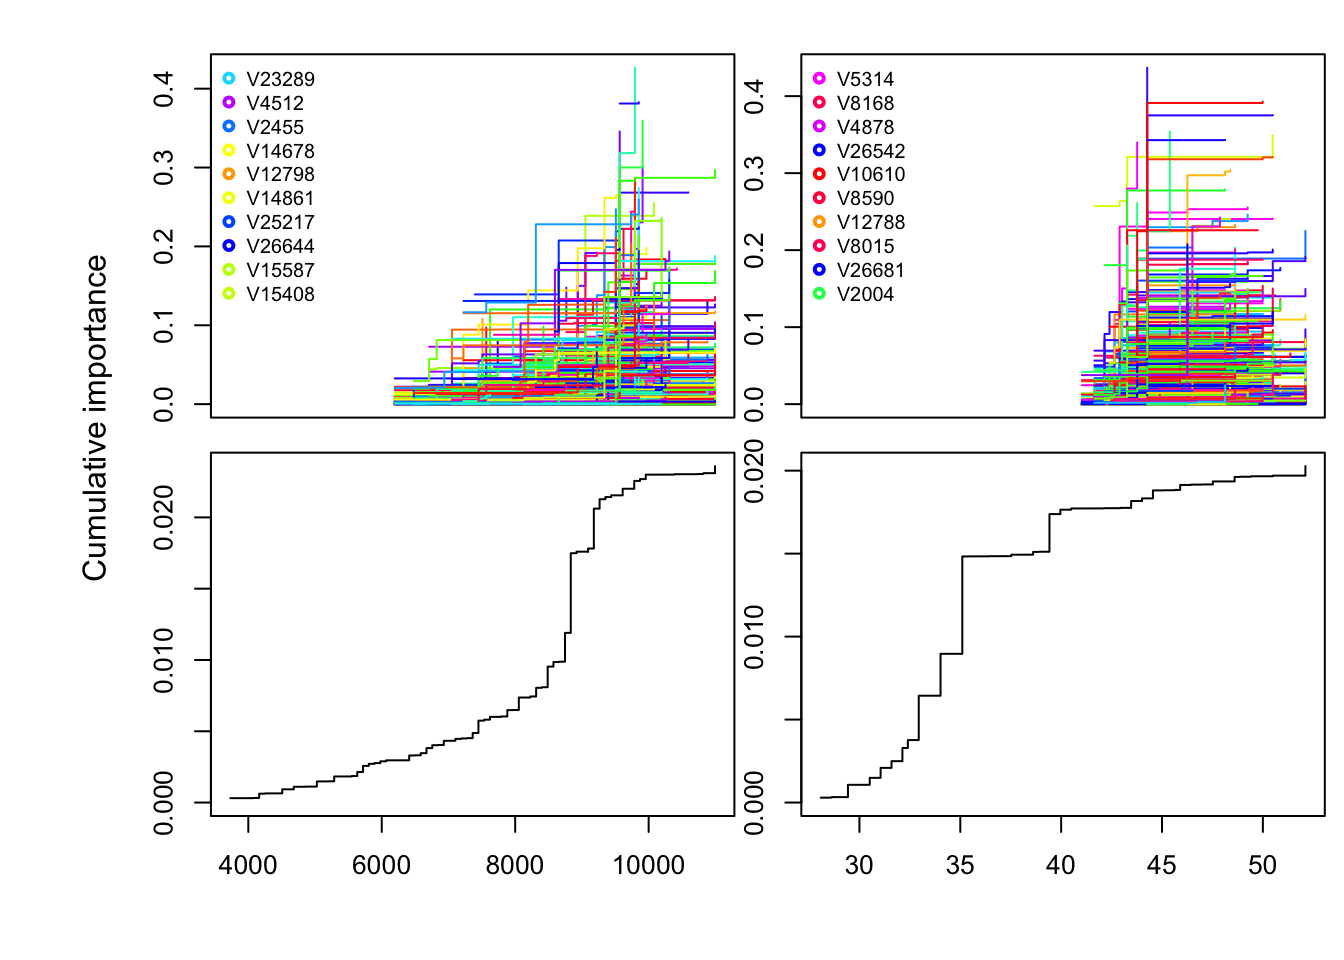 Cumulative importance
0.4
0.3
0.2
0.1
0.0
V23289
V4512
V2455
V14678
V12798
V14861
V25217
V26644
V15587
V15408
0.4
0.3
0.2
0.1
0.0
V5314
V8168
V4878
V26542
V10610
V8590
V12788
V8015
V26681
V2004
0.020
0.010
0.000
4000 6000 8000 10000
0.020
0.010
0.000
30 35 40 45 50